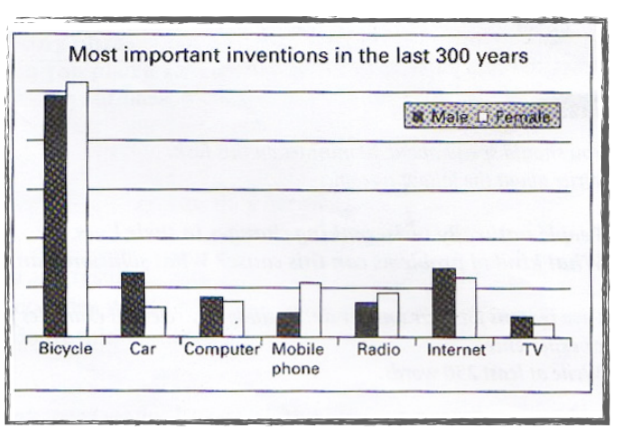 Most important inventions in the last 300 years
Male Female
Bicycle Car Computer Mobile phone Radio Internet TV